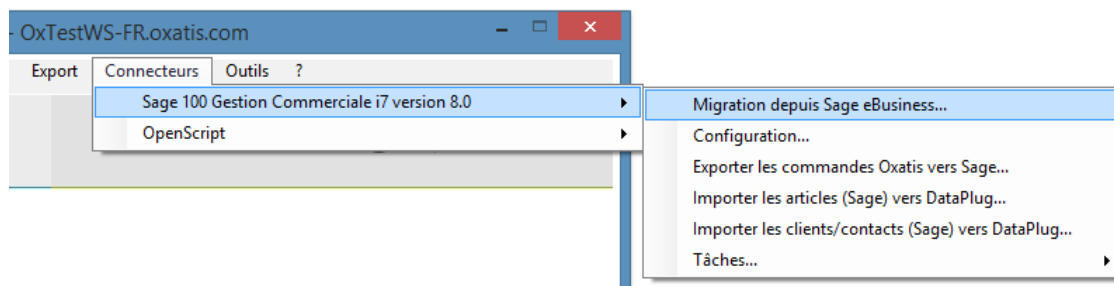 - OxTestWS-FR.oxatis.com
Export Connecteurs Outils ?
Sage 100 Gestion Commerciale i7 version 8.0
OpenScript
Migration depuis Sage eBusiness...
Configuration...
Exporter les commandes Oxatis vers Sage...
Importer les articles (Sage) vers DataPlug...
Importer les clients/contacts (Sage) vers DataPlug...
Tâches...